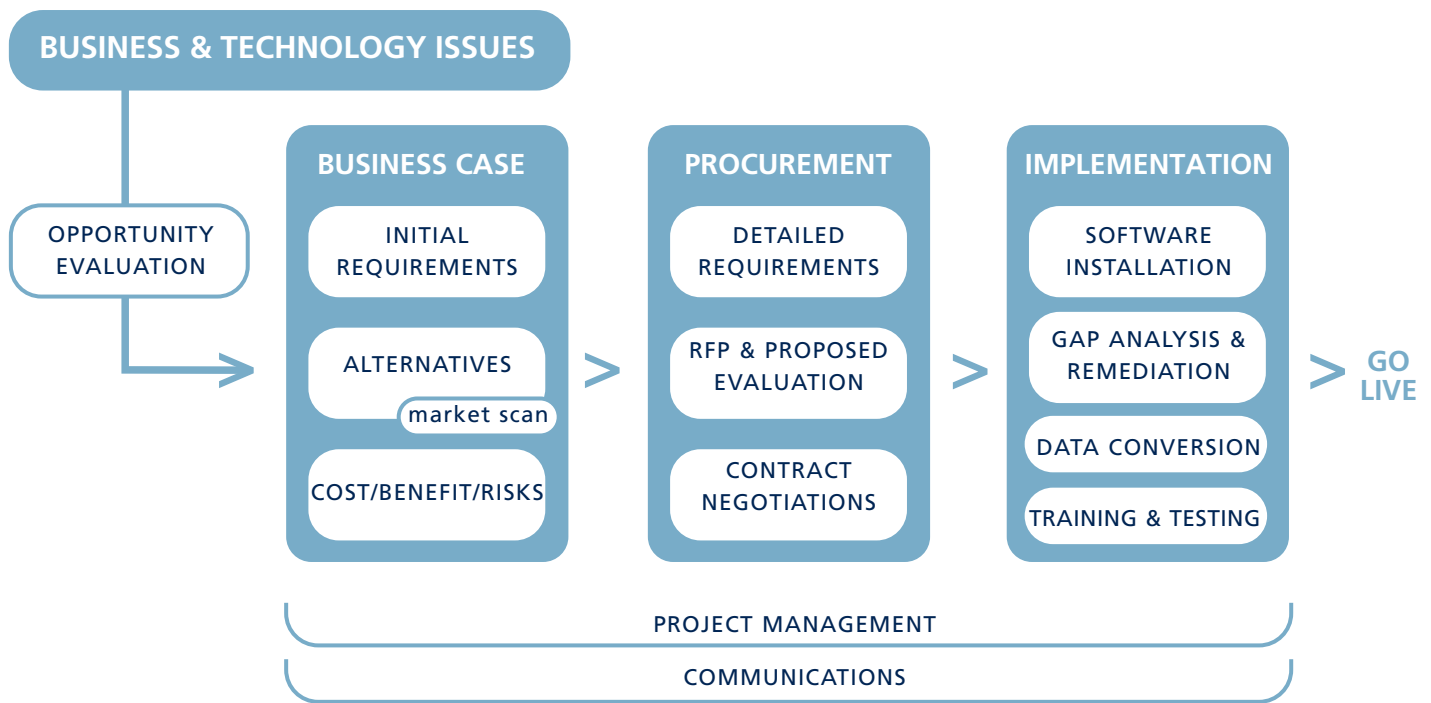 BUSINESS & TECHNOLOGY ISSUES
OPPORTUNITY
EVALUATION
BUSINESS CASE
INITIAL
REQUIREMENTS
ALTERNATIVES
market scan
COST/BENEFIT/RISKS
>
PROCUREMENT
DETAILED
REQUIREMENTS
RFP & PROPOSED
EVALUATION
CONTRACT
NEGOTIATIONS
>
IMPLEMENTATION
SOFTWARE
INSTALLATION
GAP ANALYSIS &
REMEDIATION
DATA CONVERSION
TRAINING & TESTING
>
GO
LIVE
PROJECT MANAGEMENT
COMMUNICATIONS